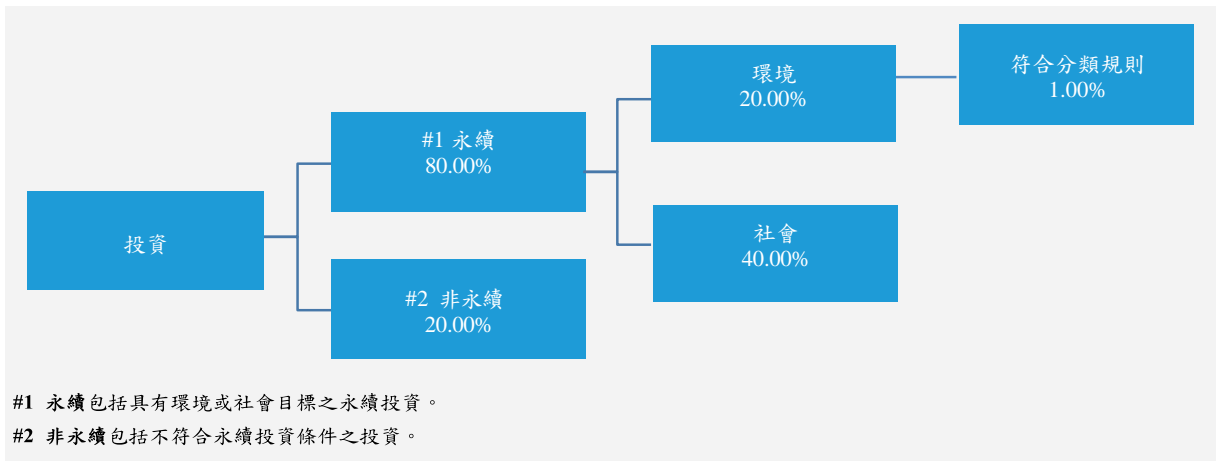 投資
#1 永續
80.00%
#2 非永續
20.00%
環境
20.00%
社會
40.00%
符合分類規則
1.00%
#1 永續包括具有環境或社會目標之永續投資。
#2 非永續包括不符合永續投資條件之投資。